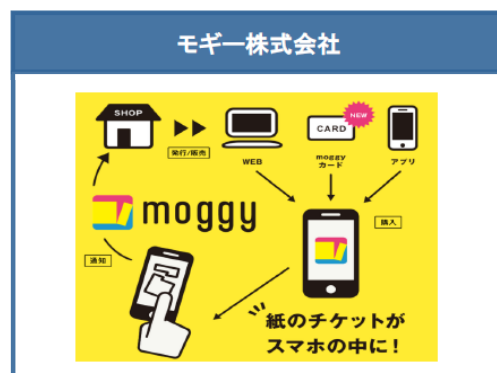 モギー株式会社
SHOP
発行/販売
WEB
CARD
NEW
moggy
カード
アプリ
moggy
購入
通知
紙のチケットが
スマホの中に！